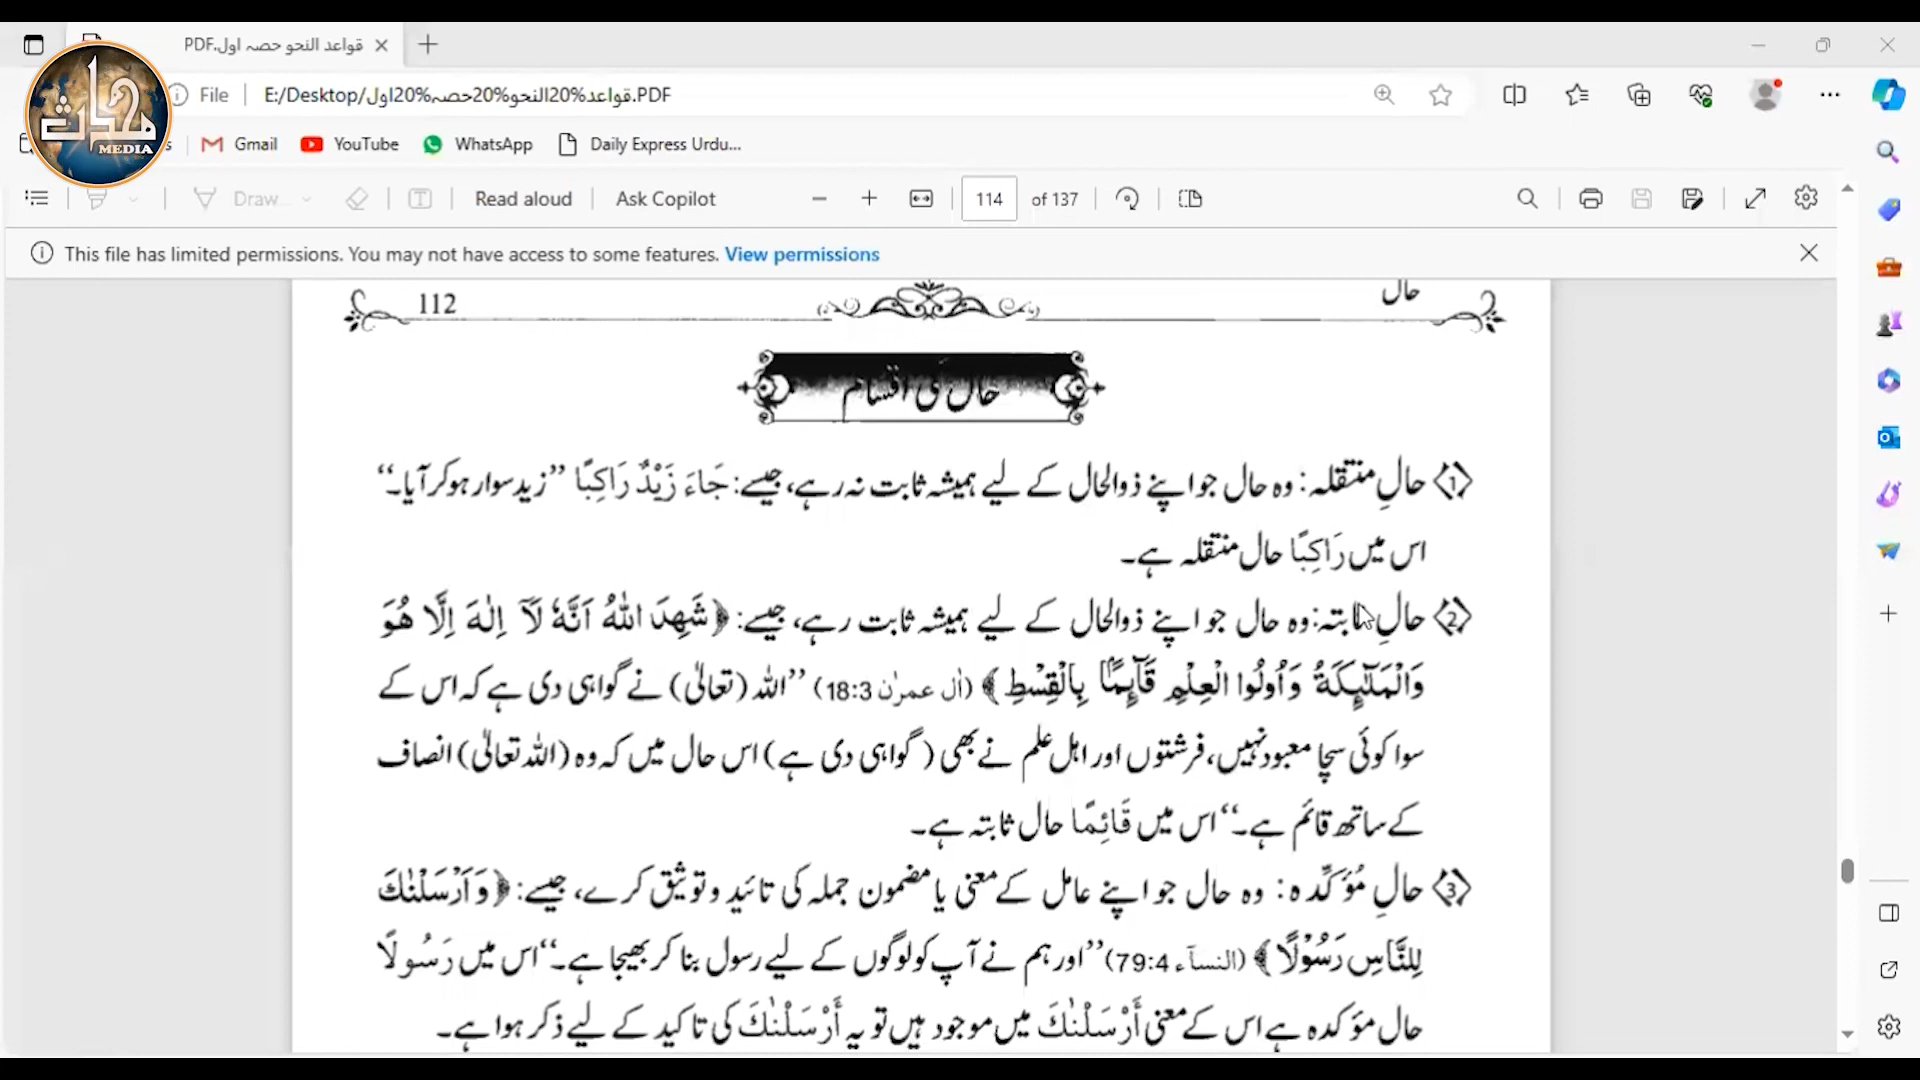 قواعد النحو حصہ اول.PDF
File
E:/Desktop/قواعد%20النحو%20حصہ%20اول.PDF
محدث
MEDIA
s
Gmail
YouTube
WhatsApp
Daily Express Urdu...
Draw
Read aloud
Ask Copilot
114
of 137
This file has limited permissions. You may not have access to some features. View permissions
حال
112
حال کی اقسام
﴿1﴾ حالِ منتقلہ: وہ حال جو اپنے ذوالحال کے لیے ہمیشہ ثابت نہ رہے، جیسے: جَاءَ زَيْدٌ رَاكِبًا ’’زید سوار ہو کر آیا۔‘‘
اس میں رَاكِبًا حال منتقلہ ہے۔
﴿2﴾ حالِ ثابتہ: وہ حال جو اپنے ذوالحال کے لیے ہمیشہ ثابت رہے، جیسے: ﴿شَهِدَ اللّٰهُ اَنَّهٗ لَآ اِلٰهَ اِلَّا هُوَ
وَالْمَلٰٓىِٕكَةُ وَاُولُوا الْعِلْمِ قَآىِٕمًۢا بِالْقِسْطِ﴾ (اٰل عمرٰن 18:3) ’’اللہ (تعالیٰ) نے گواہی دی ہے کہ اس کے
سوا کوئی سچا معبود نہیں، فرشتوں اور اہل علم نے بھی (گواہی دی ہے) اس حال میں کہ وہ (اللہ تعالیٰ) انصاف
کے ساتھ قائم ہے۔‘‘ اس میں قَائِمًا حال ثابتہ ہے۔
﴿3﴾ حالِ مُؤَكِّدہ: وہ حال جو اپنے عامل کے معنی یا مضمون جملہ کی تائید و توثیق کرے، جیسے: ﴿وَاَرْسَلْنٰكَ
لِلنَّاسِ رَسُوْلًا﴾ (النسآء 79:4) ’’اور ہم نے آپ کو لوگوں کے لیے رسول بنا کر بھیجا ہے۔‘‘ اس میں رَسُولًا
حال مؤکدہ ہے اس کے معنی أَرْسَلْنٰكَ میں موجود ہیں تو یہ أَرْسَلْنٰكَ کی تاکید کے لیے ذکر ہوا ہے۔